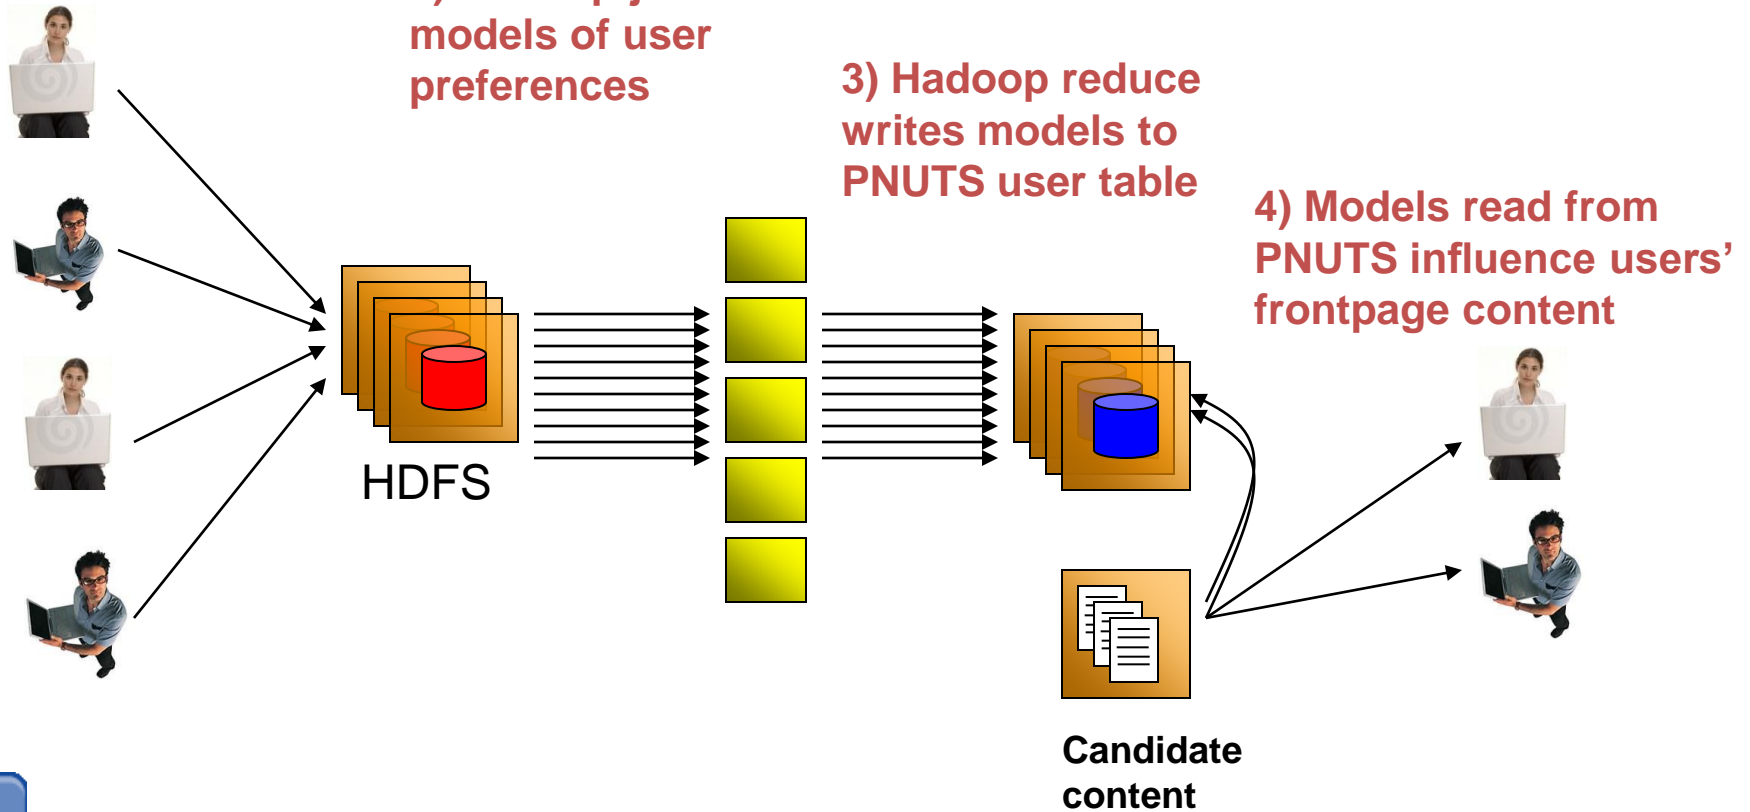 models of user
preferences
3) Hadoop reduce
writes models to
PNUTS user table
4) Models read from
PNUTS influence users’
frontpage content
HDFS
Candidate
content